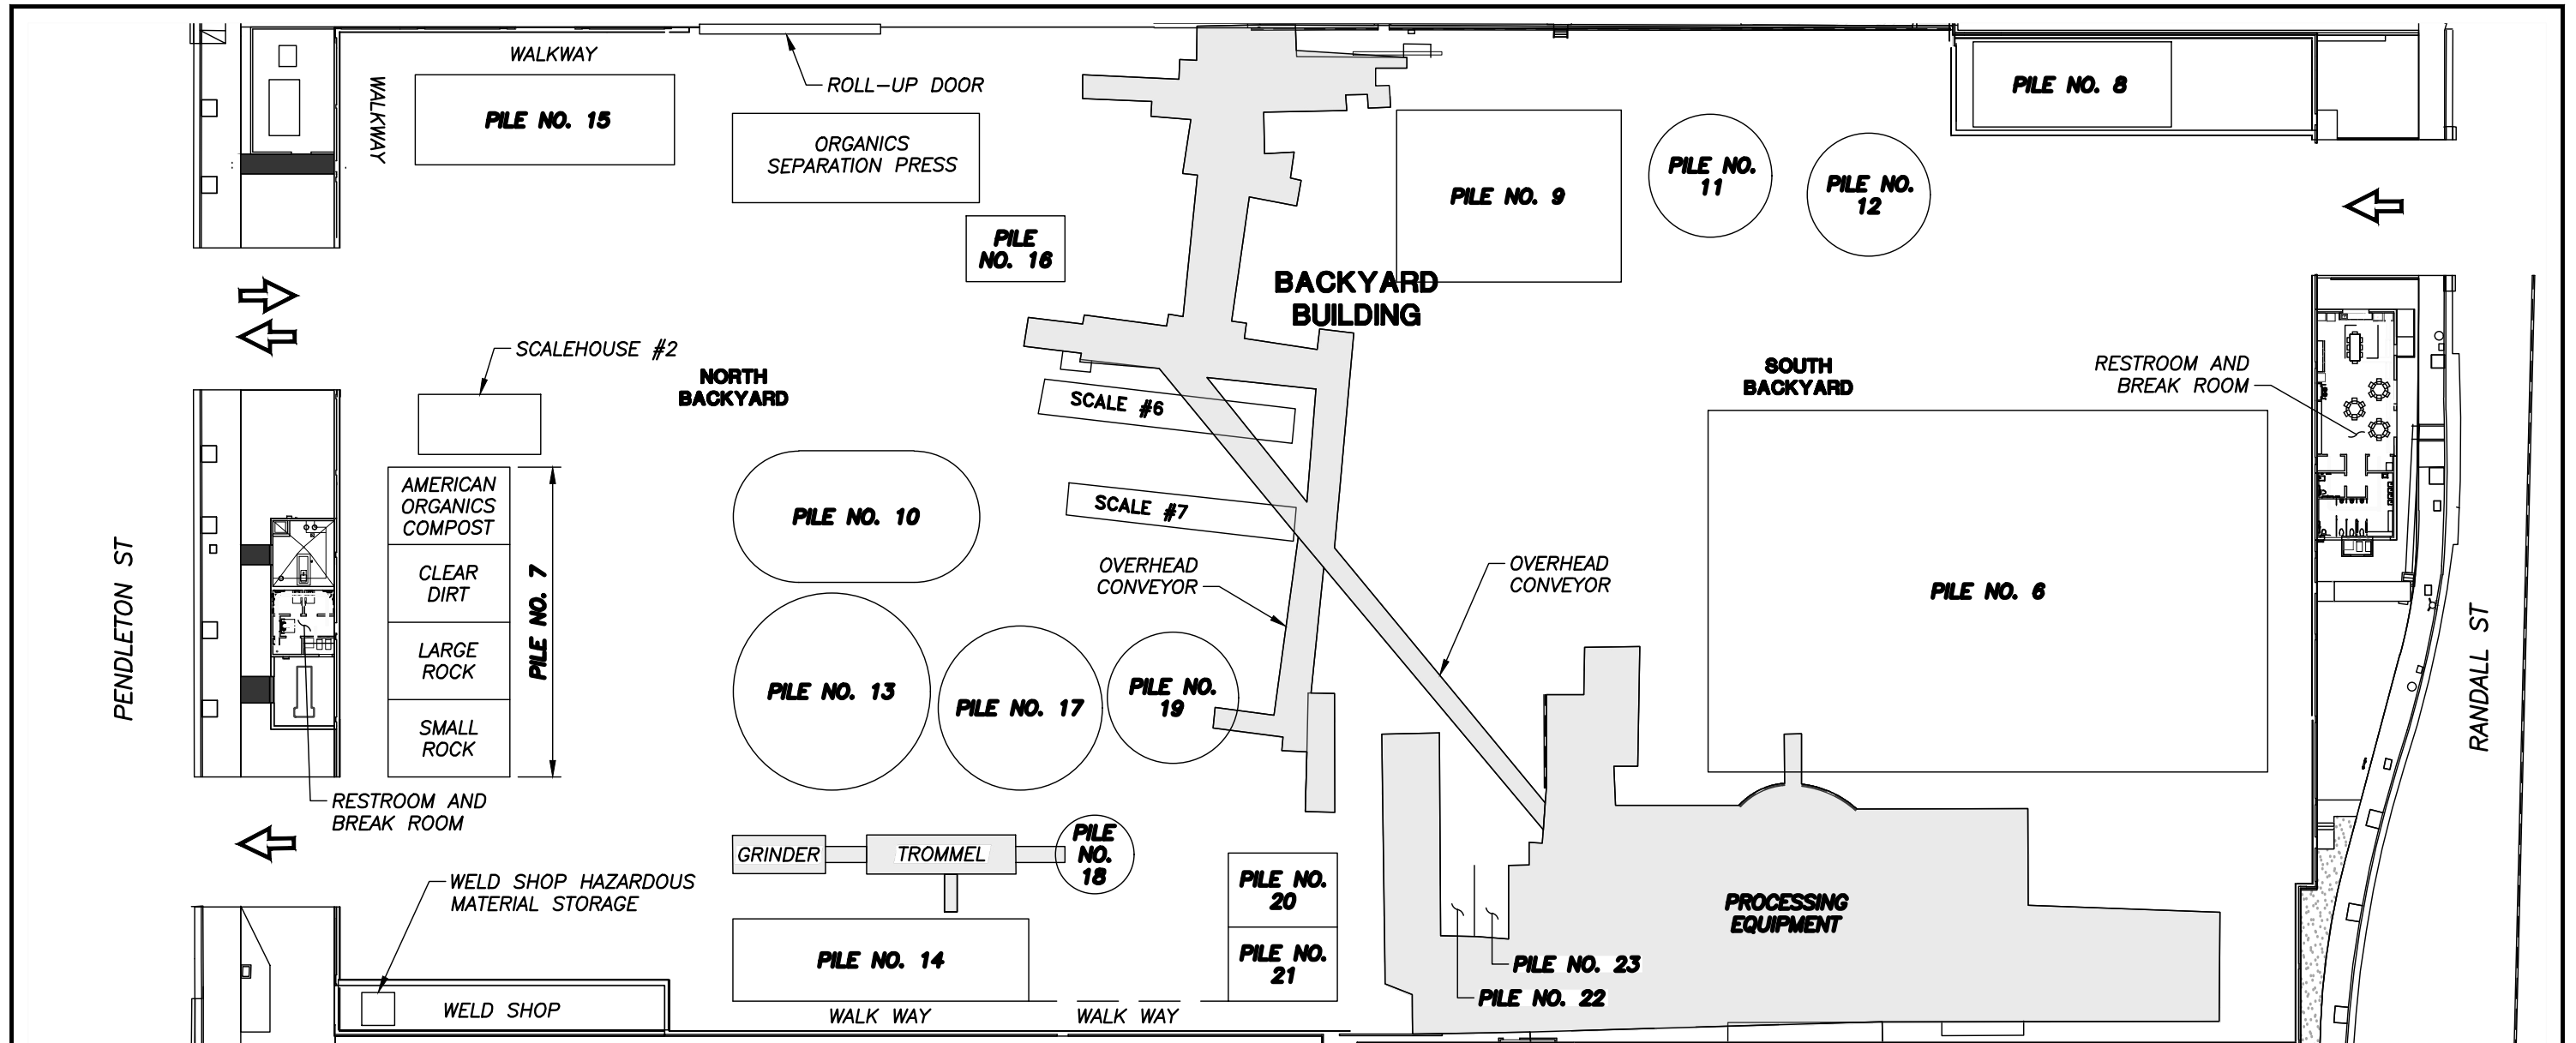 WALKWAY
WALKWAY
PILE NO. 15
ROLL-UP DOOR
ORGANICS
SEPARATION PRESS
PILE
NO. 16
PILE NO. 9
PILE NO.
11
PILE NO.
12
PILE NO. 8
BACKYARD
BUILDING
SCALEHOUSE #2
NORTH
BACKYARD
SCALE #6
SCALE #7
SOUTH
BACKYARD
RESTROOM AND
BREAK ROOM
AMERICAN
ORGANICS
COMPOST
CLEAR
DIRT
LARGE
ROCK
SMALL
ROCK
PILE NO. 7
PENDLETON ST
PILE NO. 10
OVERHEAD
CONVEYOR
OVERHEAD
CONVEYOR
PILE NO. 6
RANDALL ST
PILE NO. 13
PILE NO. 17
PILE NO.
19
RESTROOM AND
BREAK ROOM
GRINDER
TROMMEL
PILE
NO.
18
WELD SHOP HAZARDOUS
MATERIAL STORAGE
PILE NO.
20
PILE NO.
21
PROCESSING
EQUIPMENT
PILE NO. 14
PILE NO. 23
PILE NO. 22
WELD SHOP
WALK WAY
WALK WAY